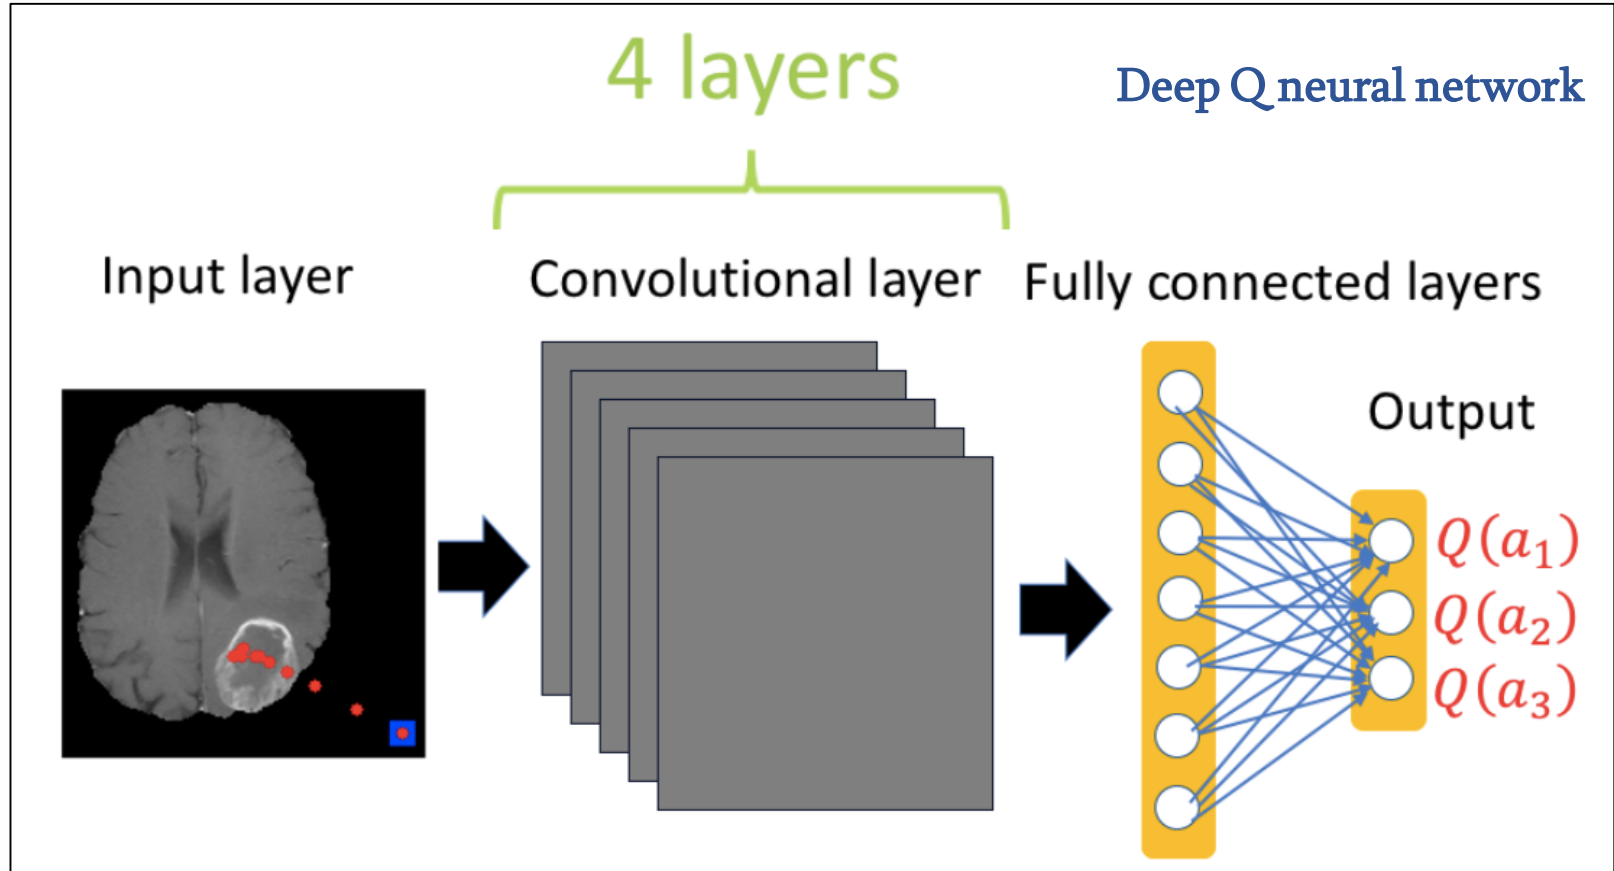 4 layers
Deep Q neural network
Input layer
Convolutional layer
Fully connected layers
Output
Q(a₁)
Q(a₂)
Q(a₃)